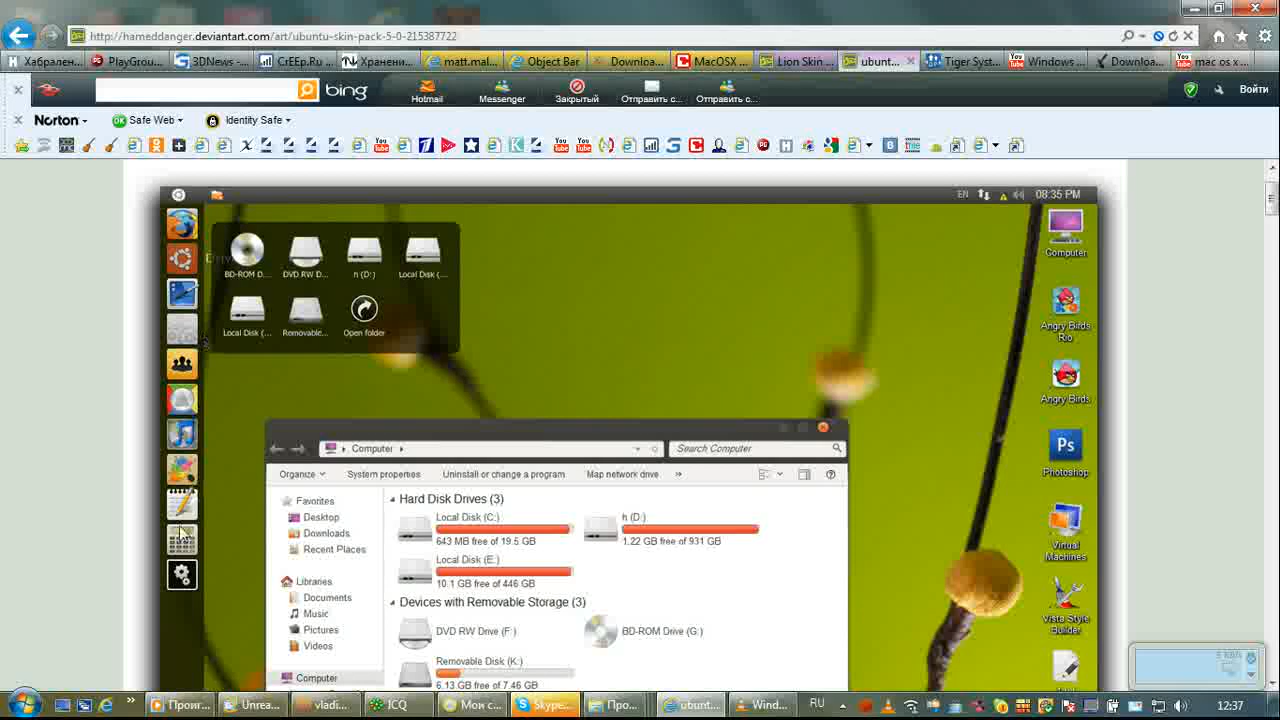 http://hameddanger.deviantart.com/art/ubuntu-skin-pack-5-0-215387722
Хабрален... PlayGrou... 3DNews -... CrEEp.Ru ... Хранени... matt.mal... Object Bar Downloa... MacOSX ... Lion Skin ... ubunt... Tiger Syst... Windows ... Downloa... mac os x ...
bing Hotmail Messenger Закрытый Отправить с... Отправить с... Войти
Norton Safe Web Identity Safe
EN 08:35 PM
BD-ROM D... DVD RW D... h (D:) Local Disk (...
Local Disk (... Removable... Open folder
Computer
Angry Birds Rio
Angry Birds
Ps
Photoshop
Virtual Machines
Vista Style Builder
Computer Search Computer
Organize System properties Uninstall or change a program Map network drive »
Favorites
Desktop
Downloads
Recent Places
Libraries
Documents
Music
Pictures
Videos
Computer
Hard Disk Drives (3)
Local Disk (C:)
643 MB free of 19.5 GB
h (D:)
1.22 GB free of 931 GB
Local Disk (E:)
10.1 GB free of 446 GB
Devices with Removable Storage (3)
DVD RW Drive (F:)
BD-ROM Drive (G:)
Removable Disk (K:)
6.13 GB free of 7.46 GB
Проиг... Unrea... vladi... ICQ Мои с... Skype... Про... ubunt... Wind... RU 12:37